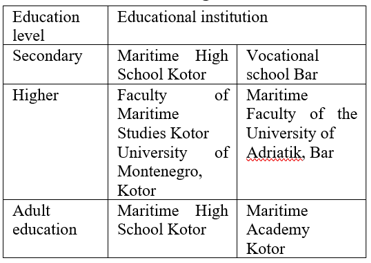 Education Educational institution
level
Secondary Maritime High Vocational
School Kotor school Bar
Higher Faculty of Maritime
Maritime Faculty of the
Studies Kotor University of
University of Adriatik, Bar
Montenegro,
Kotor
Adult Maritime High Maritime
education School Kotor Academy
Kotor